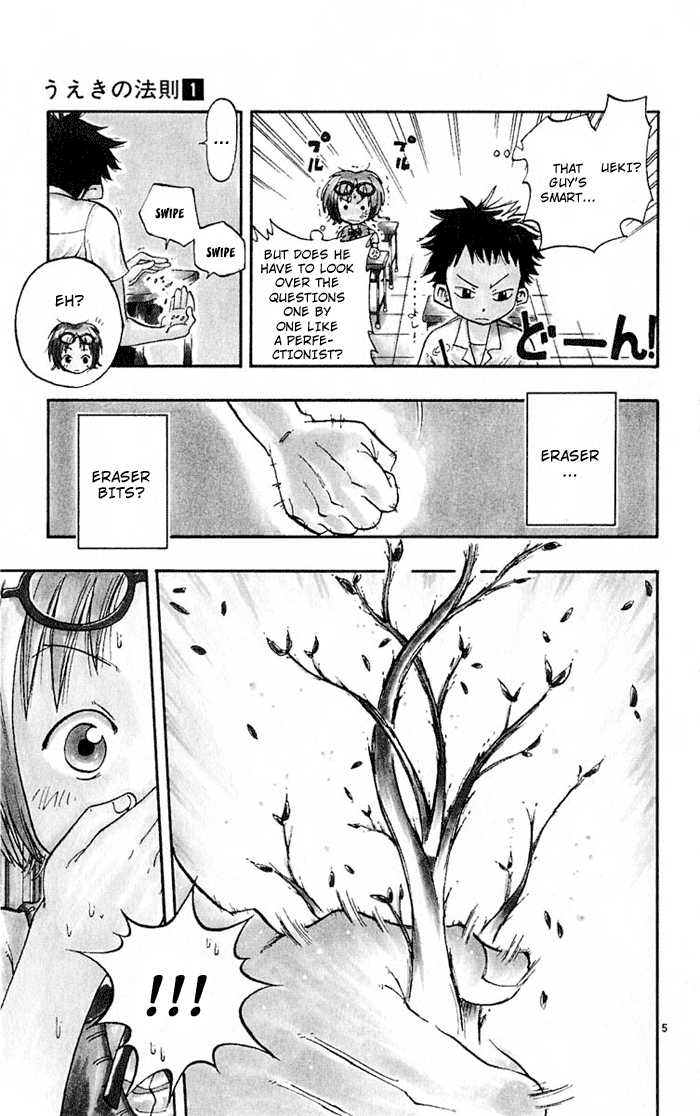 うえきの法則 1
UEKI?
THAT
GUY'S
SMART...
プル
プル
BUT DOES HE
HAVE TO LOOK
OVER THE
QUESTIONS
ONE BY
ONE LIKE
A PERFE-
CTIONIST?
どーん!
...
SWIPE
SWIPE
EH?
ERASER
...
ERASER
BITS?
!!!
5